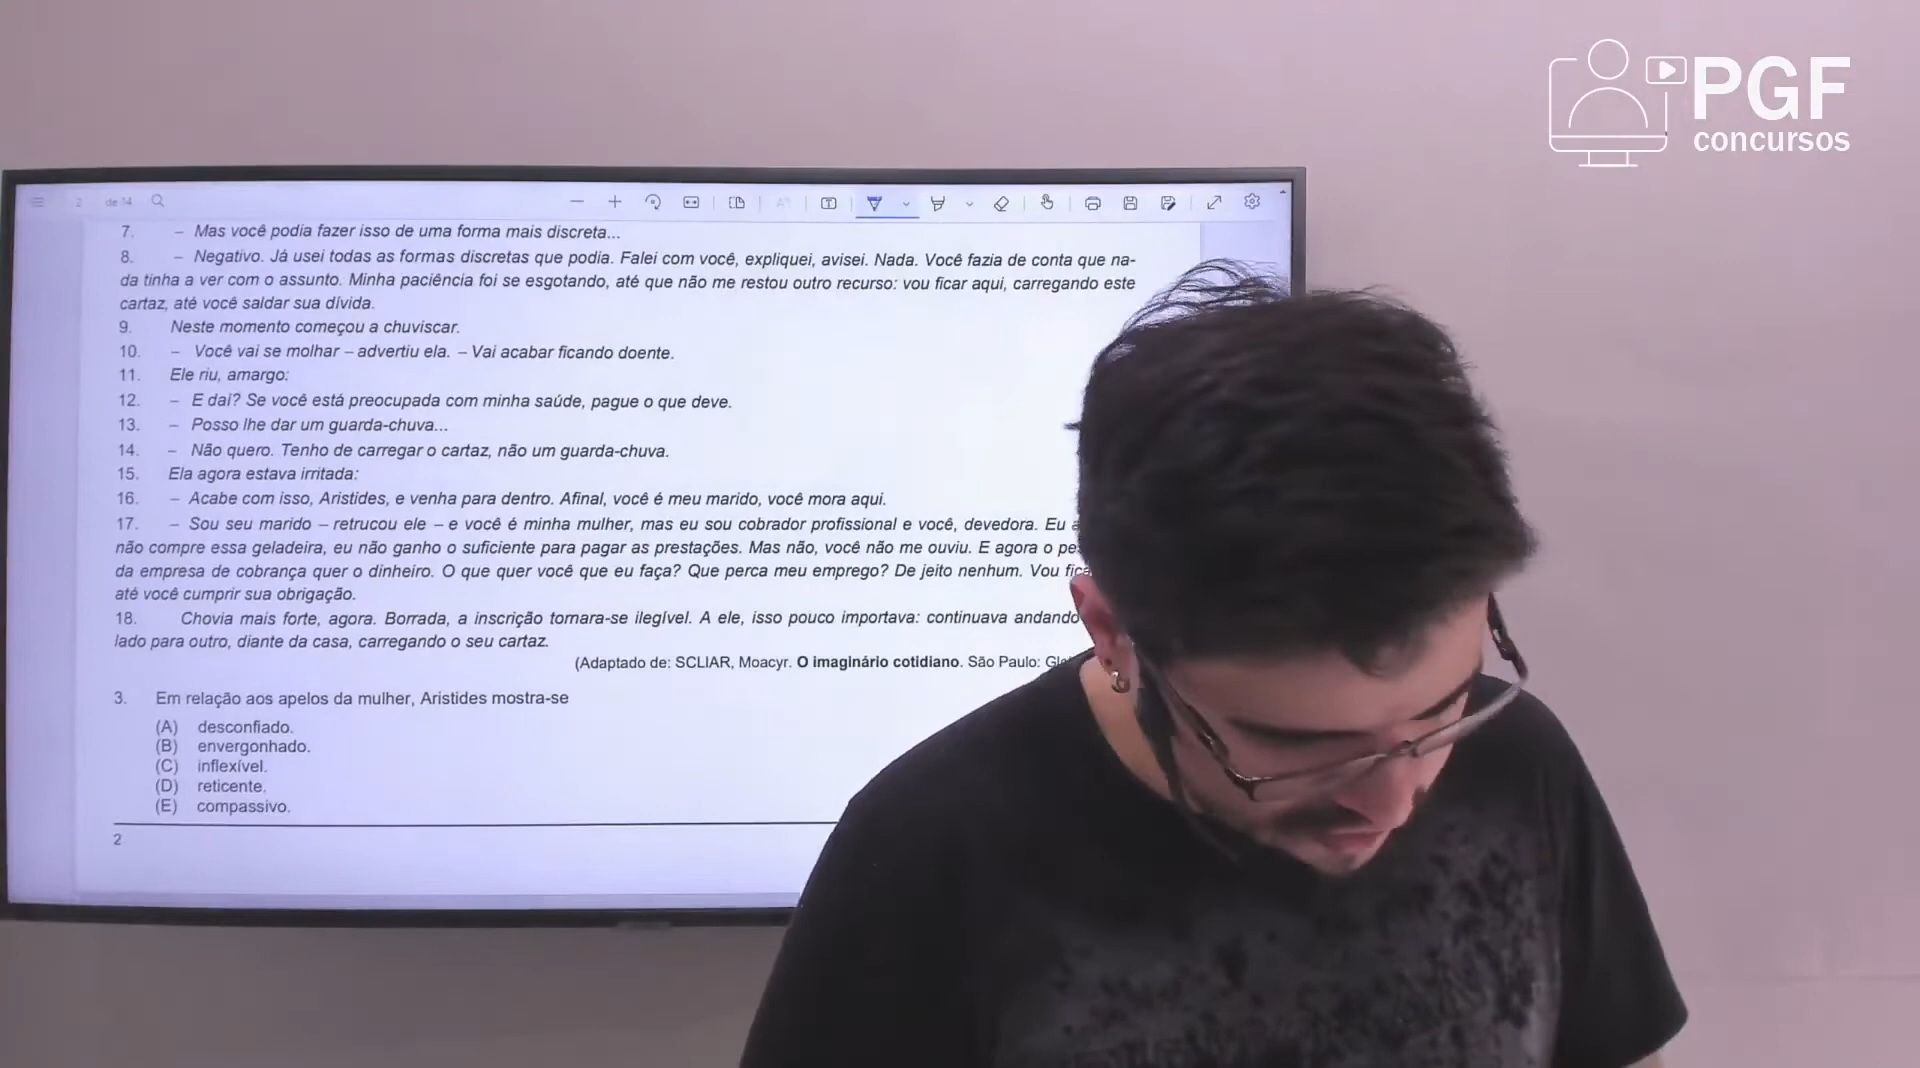 PGF
concursos
2 de 14
7. – Mas você podia fazer isso de uma forma mais discreta...
8. – Negativo. Já usei todas as formas discretas que podia. Falei com você, expliquei, avisei. Nada. Você fazia de conta que na-
da tinha a ver com o assunto. Minha paciência foi se esgotando, até que não me restou outro recurso: vou ficar aqui, carregando este
cartaz, até você saldar sua dívida.
9. Neste momento começou a chuviscar.
10. – Você vai se molhar – advertiu ela. – Vai acabar ficando doente.
11. Ele riu, amargo:
12. – E daí? Se você está preocupada com minha saúde, pague o que deve.
13. – Posso lhe dar um guarda-chuva...
14. – Não quero. Tenho de carregar o cartaz, não um guarda-chuva.
15. Ela agora estava irritada:
16. – Acabe com isso, Aristides, e venha para dentro. Afinal, você é meu marido, você mora aqui.
17. – Sou seu marido – retrucou ele – e você é minha mulher, mas eu sou cobrador profissional e você, devedora. Eu
não compre essa geladeira, eu não ganho o suficiente para pagar as prestações. Mas não, você não me ouviu. E agora o
da empresa de cobrança quer o dinheiro. O que quer você que eu faça? Que perca meu emprego? De jeito nenhum. Vou
até você cumprir sua obrigação.
18. Chovia mais forte, agora. Borrada, a inscrição tornara-se ilegível. A ele, isso pouco importava: continuava andando
lado para outro, diante da casa, carregando o seu cartaz.
(Adaptado de: SCLIAR, Moacyr. O imaginário cotidiano. São Paulo:
3. Em relação aos apelos da mulher, Aristides mostra-se
(A) desconfiado.
(B) envergonhado.
(C) inflexível.
(D) reticente.
(E) compassivo.
2